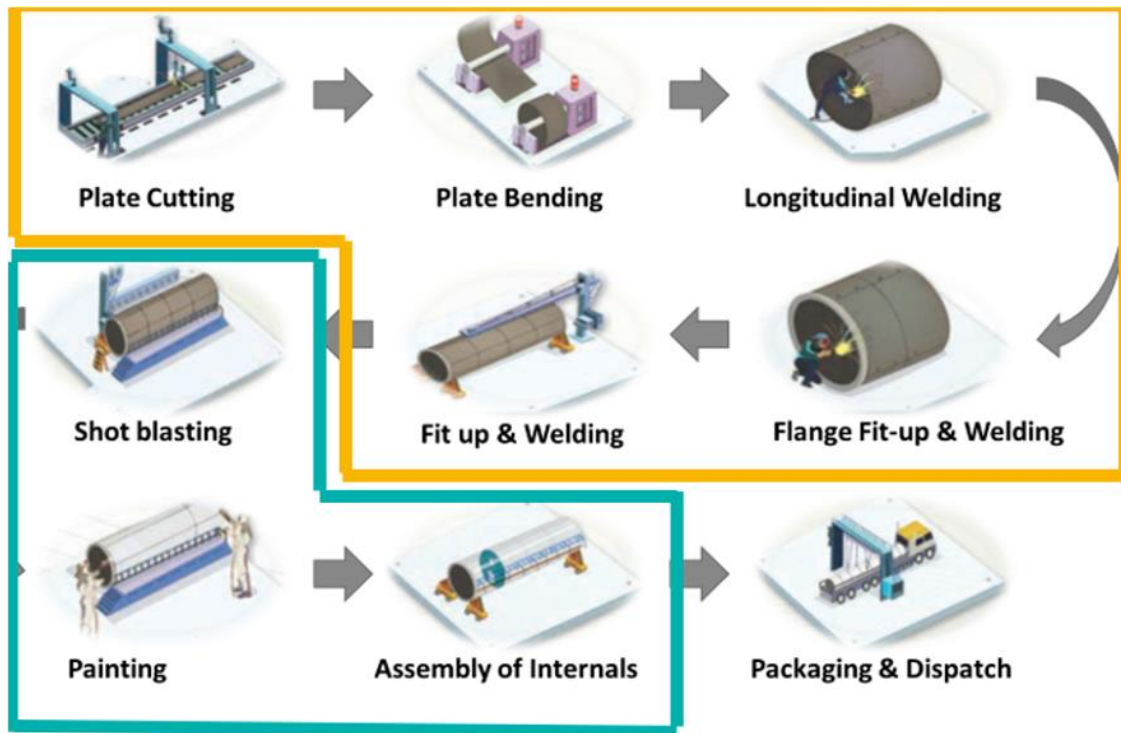 Plate Cutting
Plate Bending
Longitudinal Welding
Shot blasting
Fit up & Welding
Flange Fit-up & Welding
Painting
Assembly of Internals
Packaging & Dispatch